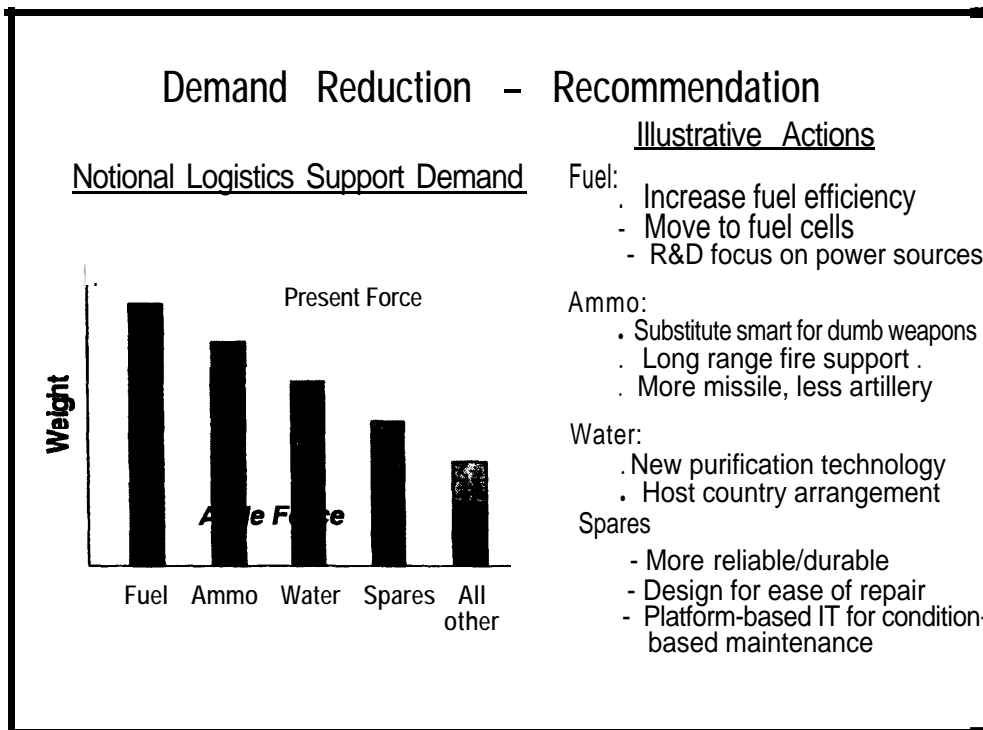 Demand Reduction – Recommendation
Notional Logistics Support Demand
Present Force
Weight
Fuel Ammo Water Spares All
other
Illustrative Actions
Fuel:
. Increase fuel efficiency
- Move to fuel cells
- R&D focus on power sources
Ammo:
. Substitute smart for dumb weapons
. Long range fire support .
. More missile, less artillery
Water:
. New purification technology
. Host country arrangement
Spares
- More reliable/durable
- Design for ease of repair
- Platform-based IT for condition-
based maintenance